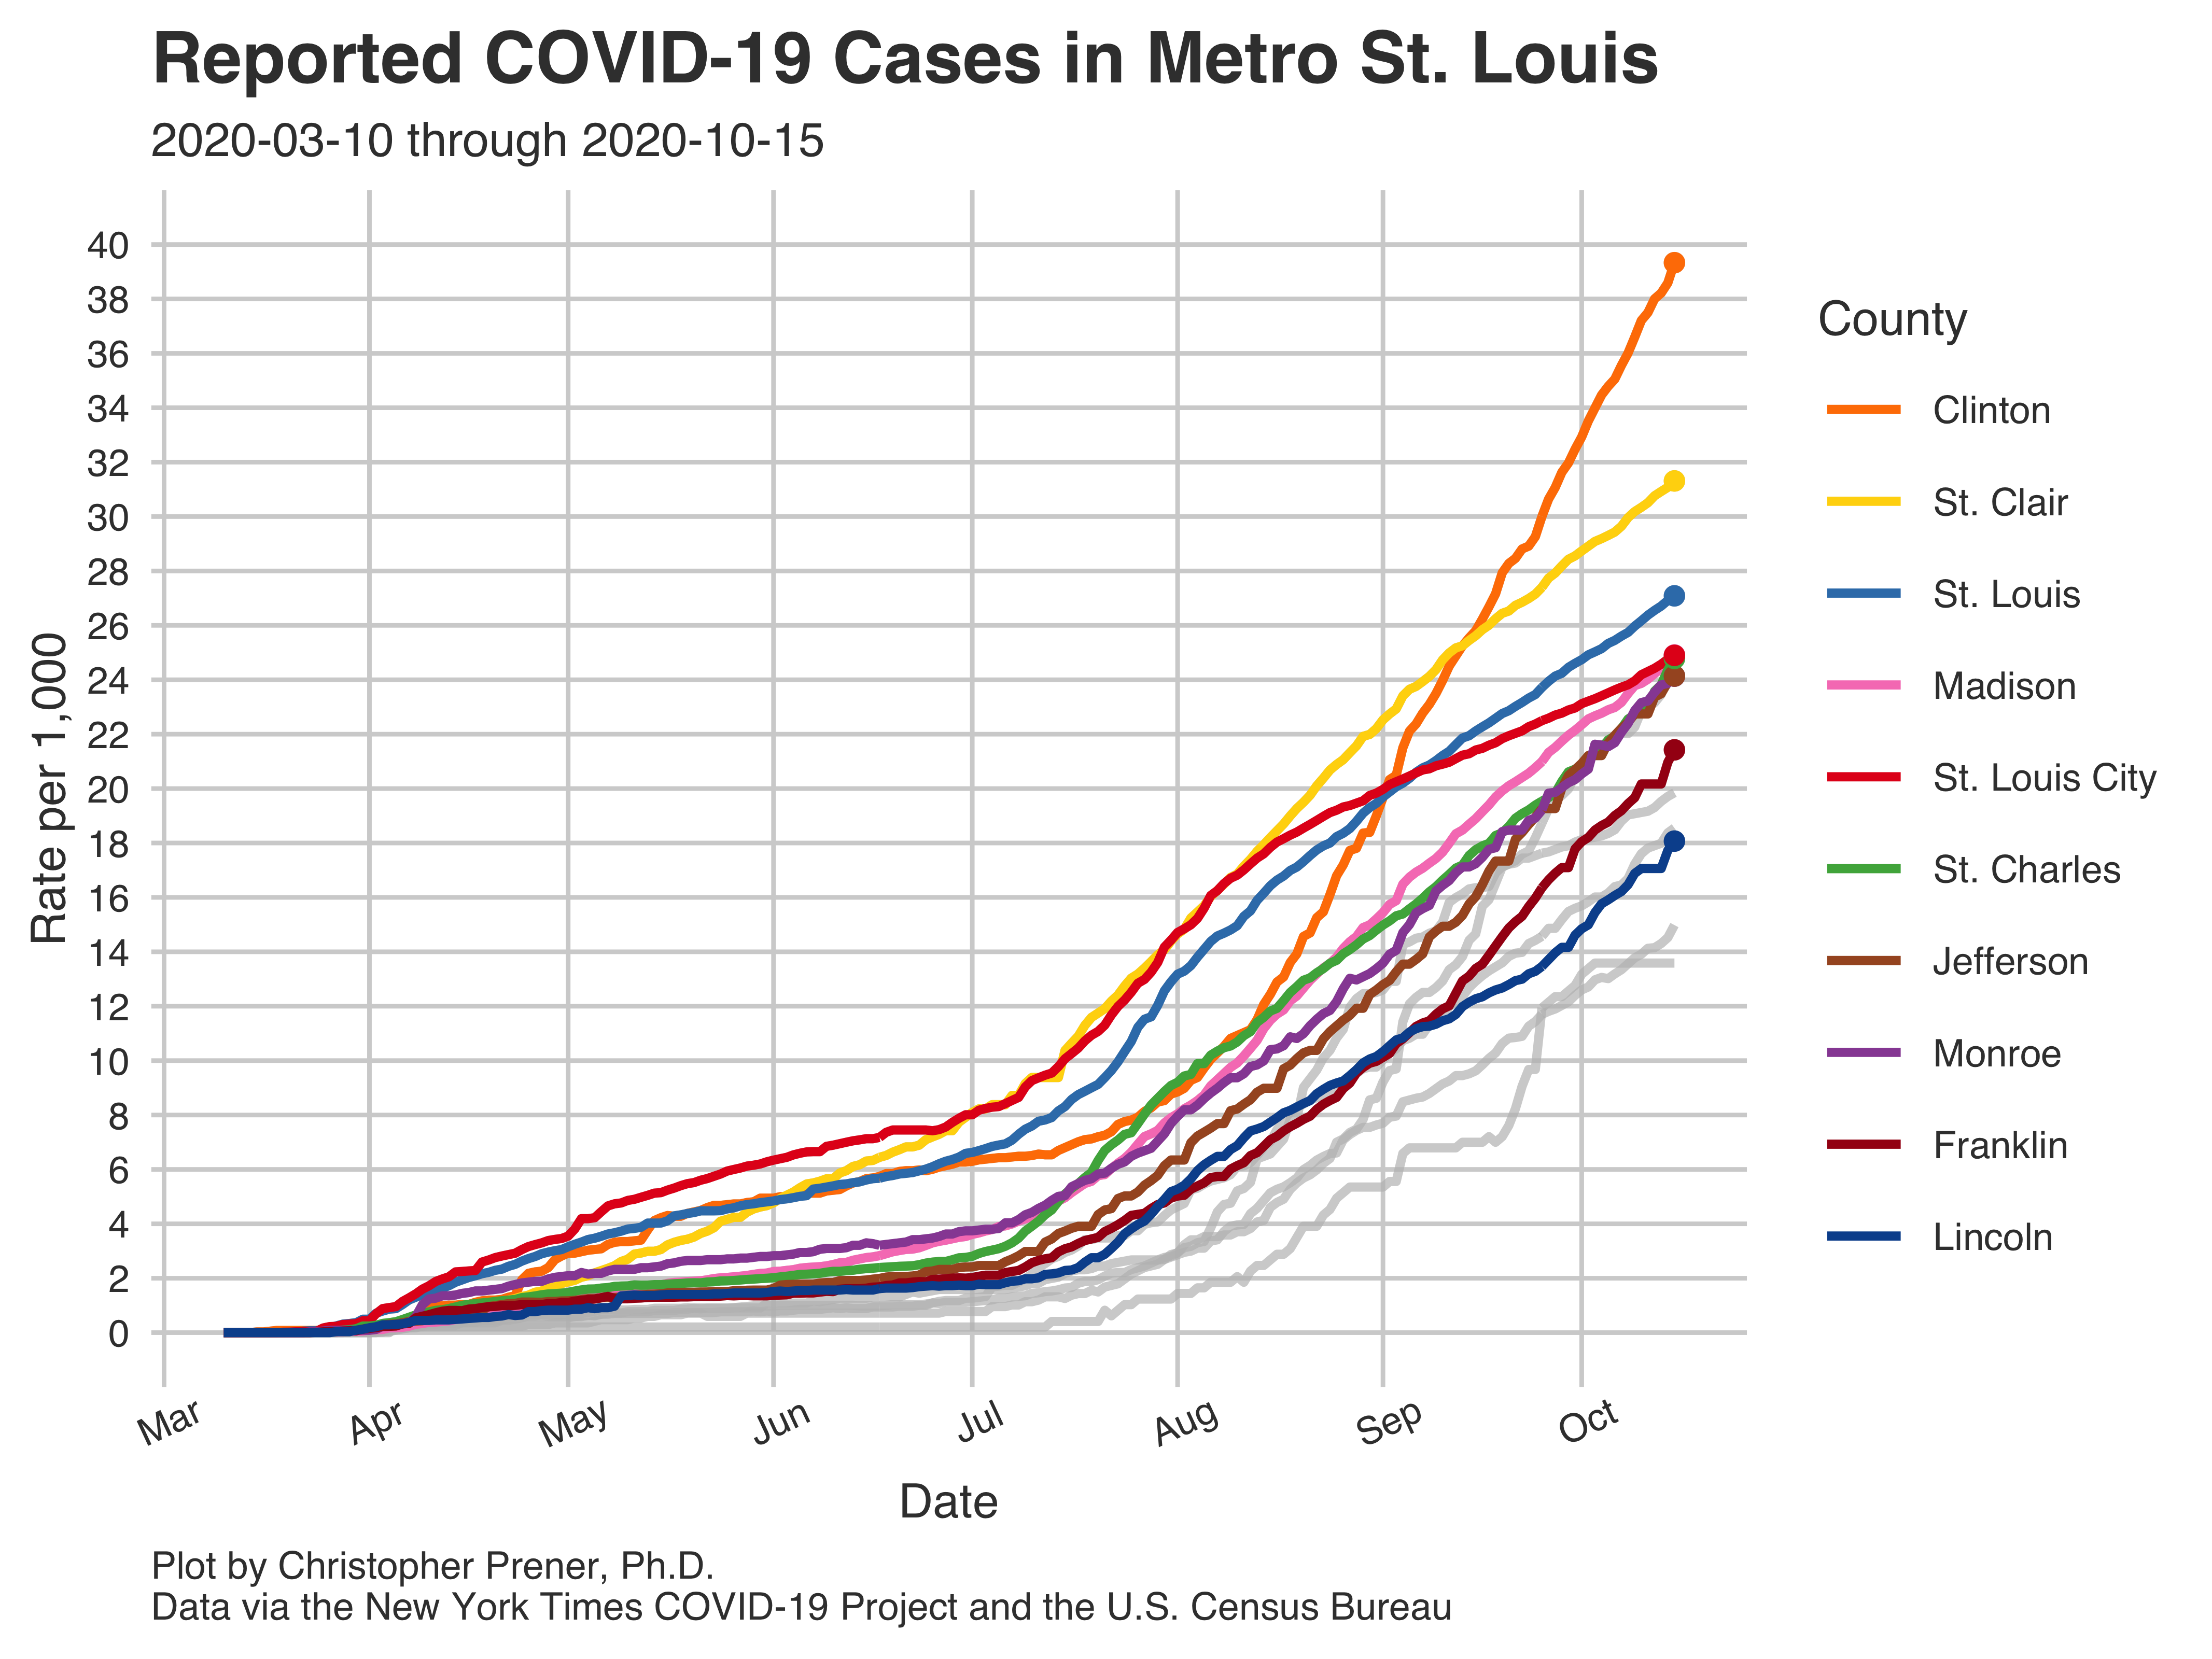 Reported COVID-19 Cases in Metro St. Louis
2020-03-10 through 2020-10-15
Rate per 1,000
40
38
36
34
32
30
28
26
24
22
20
18
16
14
12
10
8
6
4
2
0
Mar
Apr
May
Jun
Jul
Aug
Sep
Oct
Date
County
Clinton
St. Clair
St. Louis
Madison
St. Louis City
St. Charles
Jefferson
Monroe
Franklin
Lincoln
Plot by Christopher Prener, Ph.D.
Data via the New York Times COVID-19 Project and the U.S. Census Bureau